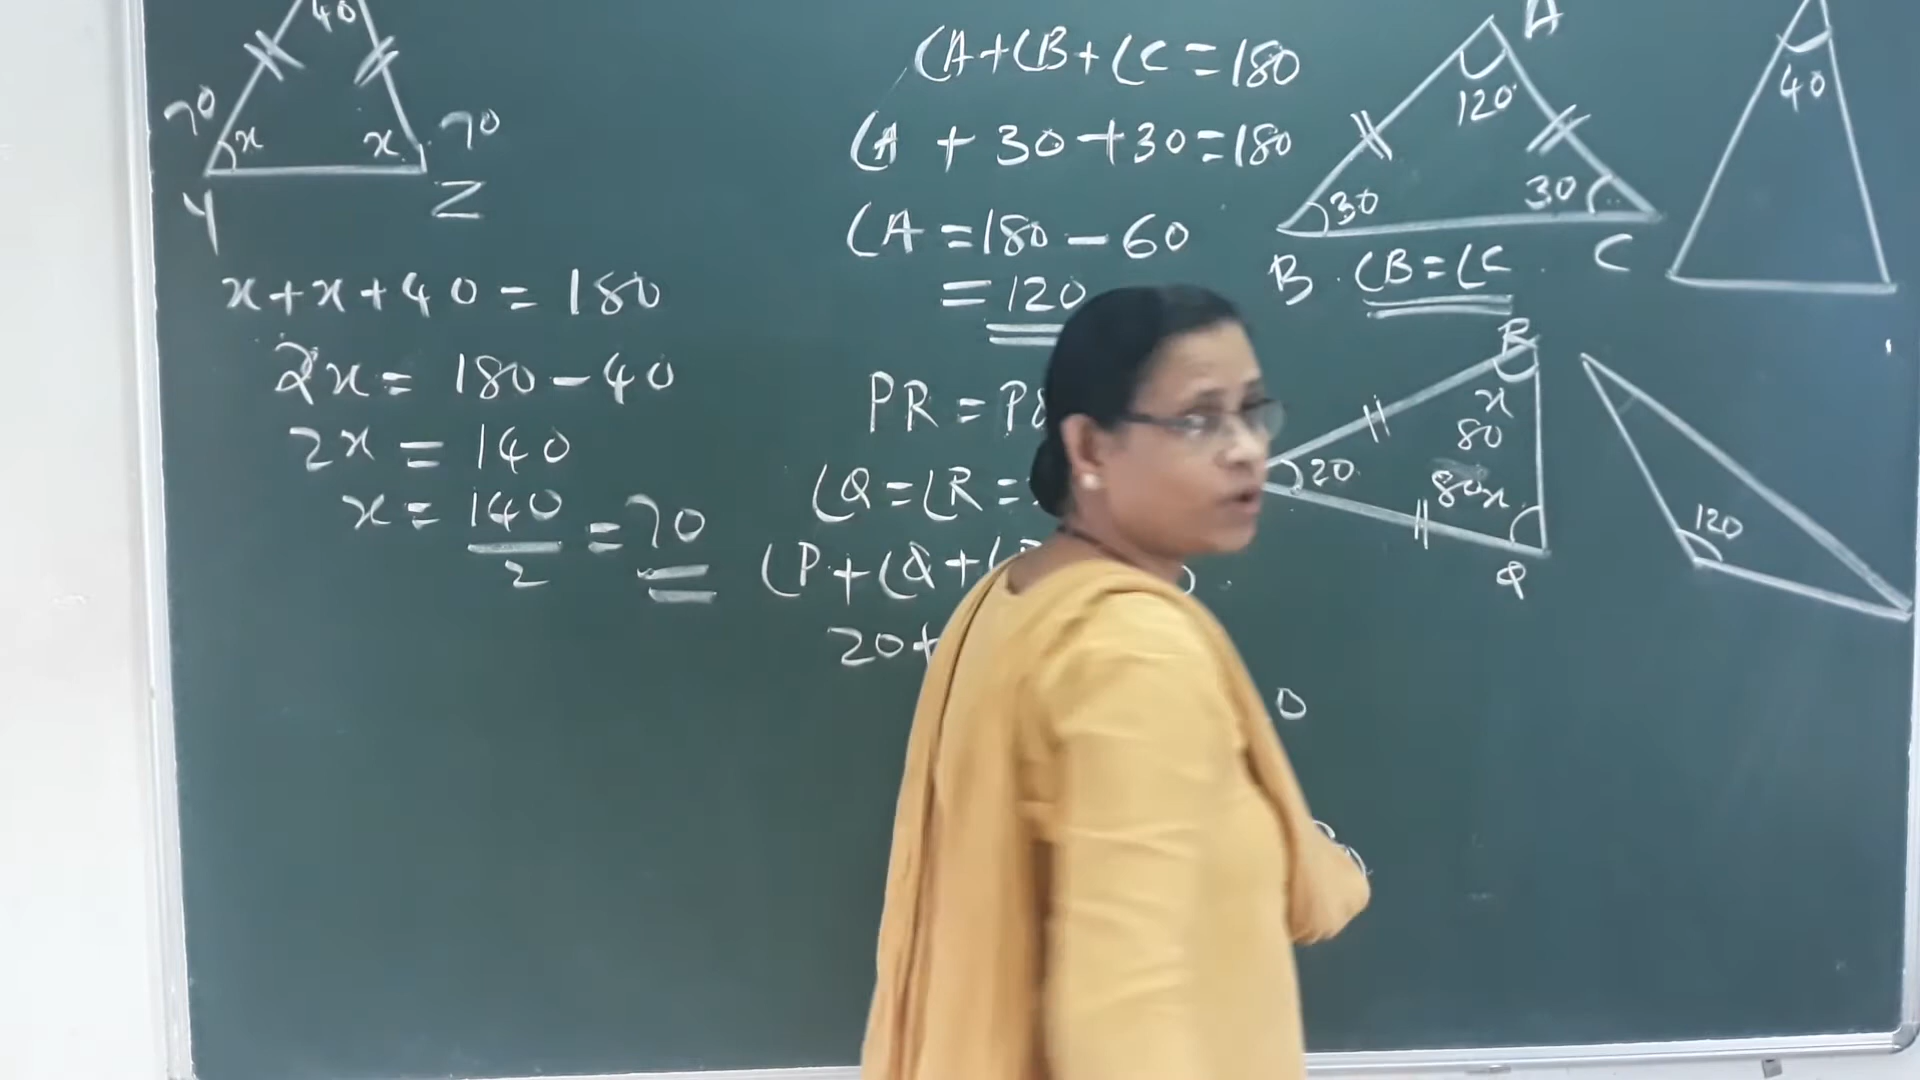 40
70 x x 70
Y Z
x+x+40 = 180
2x = 180-40
2x = 140
x = 140/2 = 70
∠A+∠B+∠C=180
∠A + 30+30=180
∠A =180-60
=120
PR = P
∠Q=∠R=
∠P+∠Q+∠
20+
0
A
120
30 30
B ∠B=∠C C
40
R
x
80
20
80x
Q
120